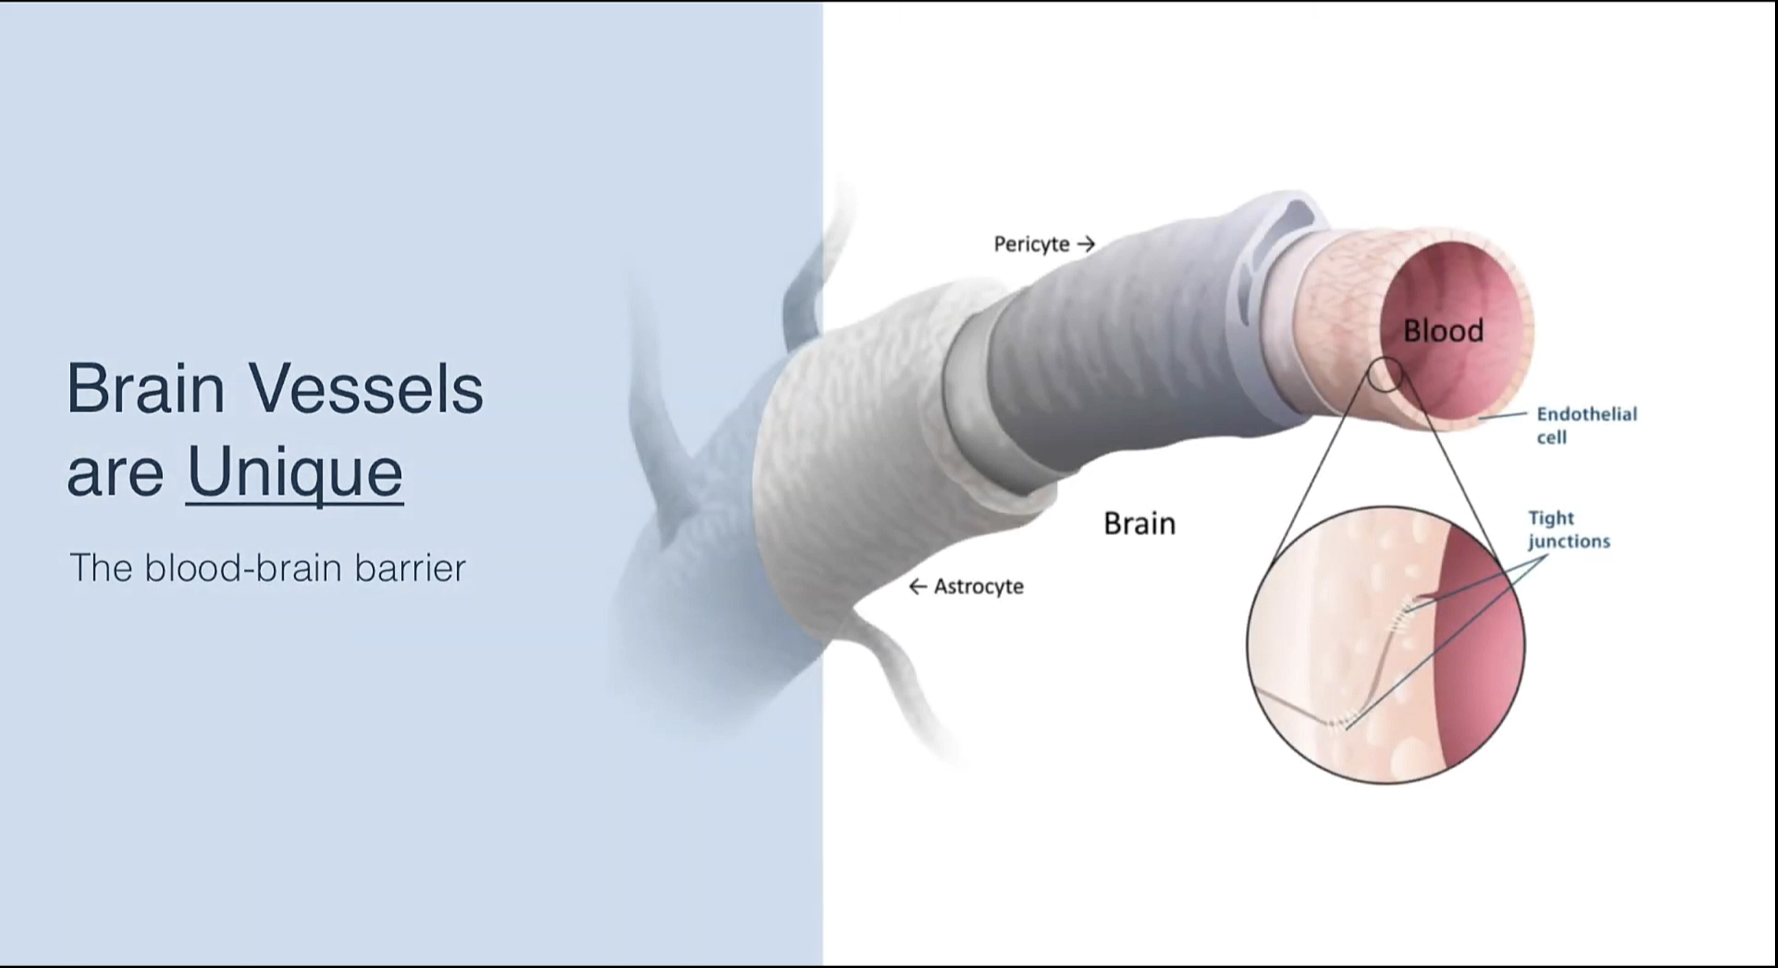 Brain Vessels
are Unique
The blood-brain barrier
Pericyte →
Blood
Endothelial
cell
Brain
Tight
junctions
← Astrocyte